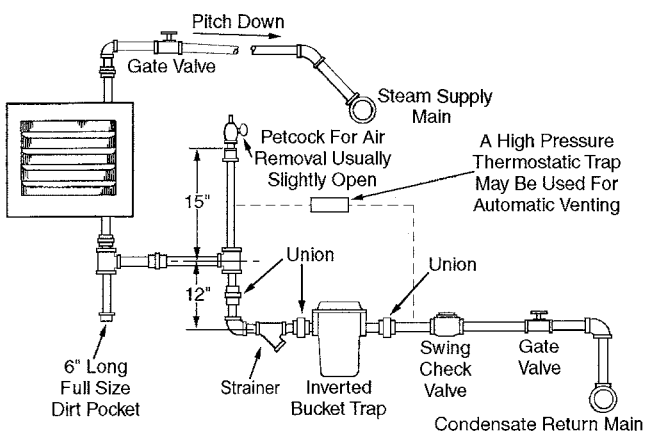 Pitch Down
Gate Valve
Steam Supply
Main
Petcock For Air
Removal Usually
Slightly Open
A High Pressure
Thermostatic Trap
May Be Used For
Automatic Venting
15"
12"
Union
Union
6" Long
Full Size
Dirt Pocket
Strainer
Inverted
Bucket Trap
Swing
Check
Valve
Gate
Valve
Condensate Return Main